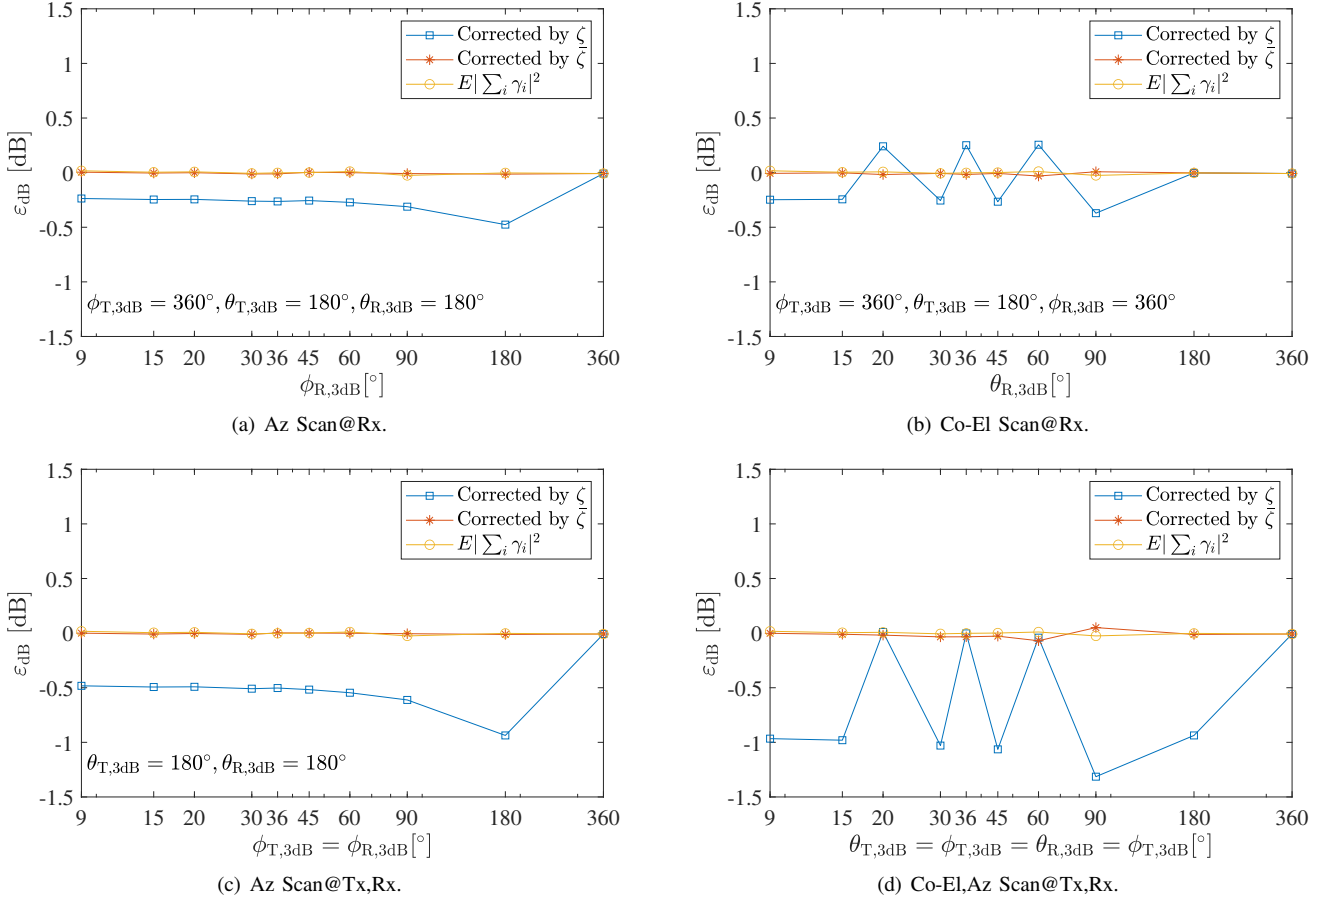 1.5
1
0.5
0
-0.5
-1
-1.5
ε_dB [dB]
Corrected by ζ
Corrected by ζ̄
E|∑_i γ_i|²
ϕ_T,3dB = 360°, θ_T,3dB = 180°, θ_R,3dB = 180°
9 15 20 30 36 45 60 90 180 360
ϕ_R,3dB[°]
(a) Az Scan@Rx.
1.5
1
0.5
0
-0.5
-1
-1.5
ε_dB [dB]
Corrected by ζ
Corrected by ζ̄
E|∑_i γ_i|²
ϕ_T,3dB = 360°, θ_T,3dB = 180°, ϕ_R,3dB = 360°
9 15 20 30 36 45 60 90 180 360
θ_R,3dB[°]
(b) Co-El Scan@Rx.
1.5
1
0.5
0
-0.5
-1
-1.5
ε_dB [dB]
Corrected by ζ
Corrected by ζ̄
E|∑_i γ_i|²
θ_T,3dB = 180°, θ_R,3dB = 180°
9 15 20 30 36 45 60 90 180 360
ϕ_T,3dB = ϕ_R,3dB[°]
(c) Az Scan@Tx,Rx.
1.5
1
0.5
0
-0.5
-1
-1.5
ε_dB [dB]
Corrected by ζ
Corrected by ζ̄
E|∑_i γ_i|²
9 15 20 30 36 45 60 90 180 360
θ_T,3dB = ϕ_T,3dB = θ_R,3dB = ϕ_T,3dB[°]
(d) Co-El,Az Scan@Tx,Rx.